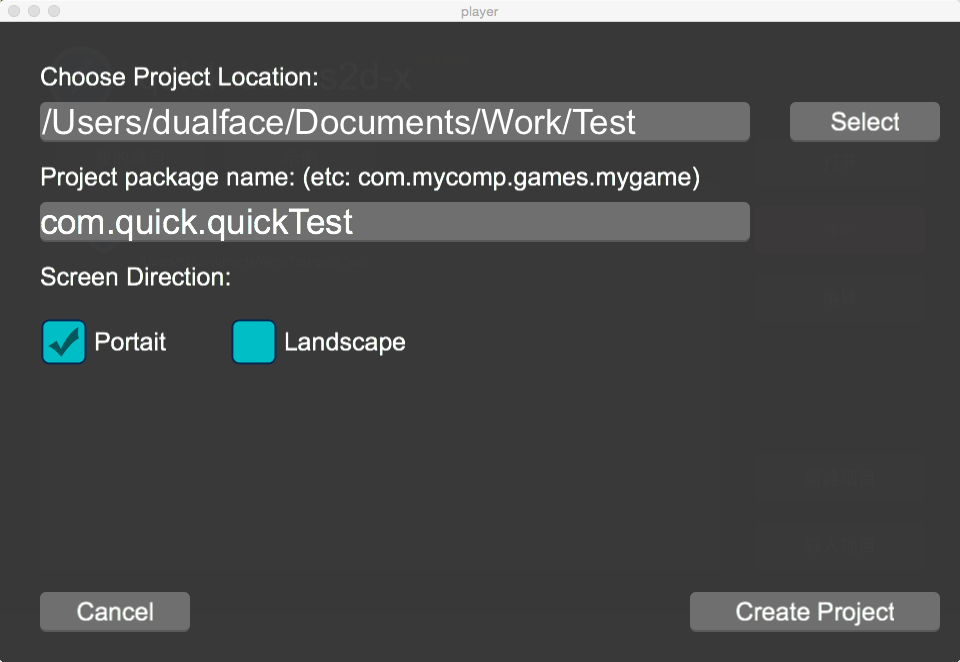 player
Choose Project Location:
/Users/dualface/Documents/Work/Test
Select
Project package name: (etc: com.mycomp.games.mygame)
com.quick.quickTest
Screen Direction:
Portait
Landscape
Cancel
Create Project